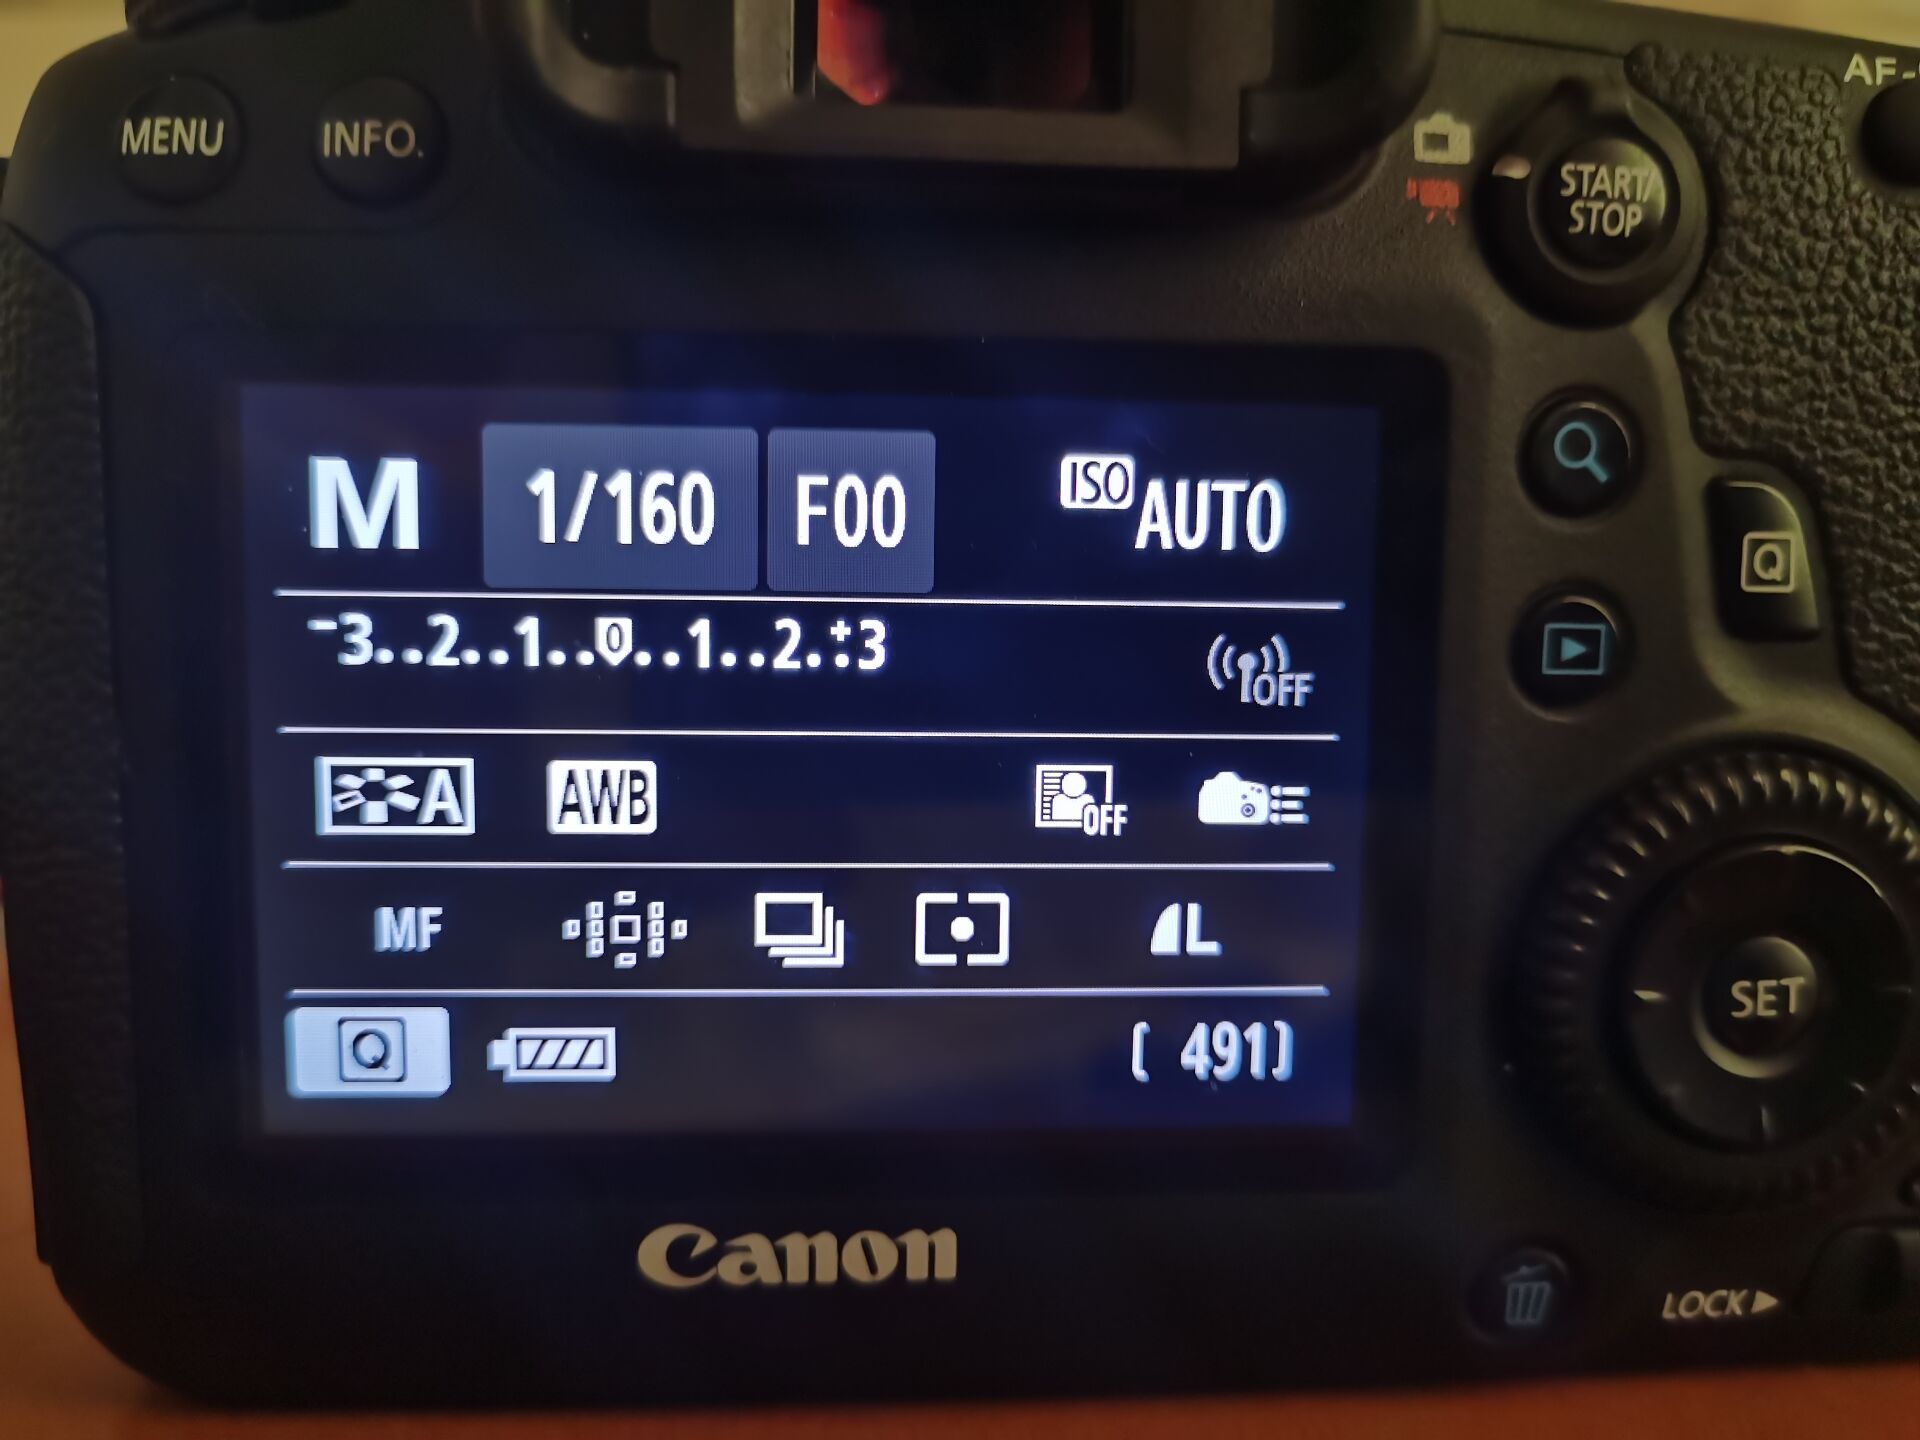 MENU INFO.
AF-
START/
STOP
M 1/160 F00 ISO AUTO
-3..2..1..0..1..2.:+3
OFF
Q
A AWB OFF
MF L
Q [ 491]
SET
Canon
LOCK